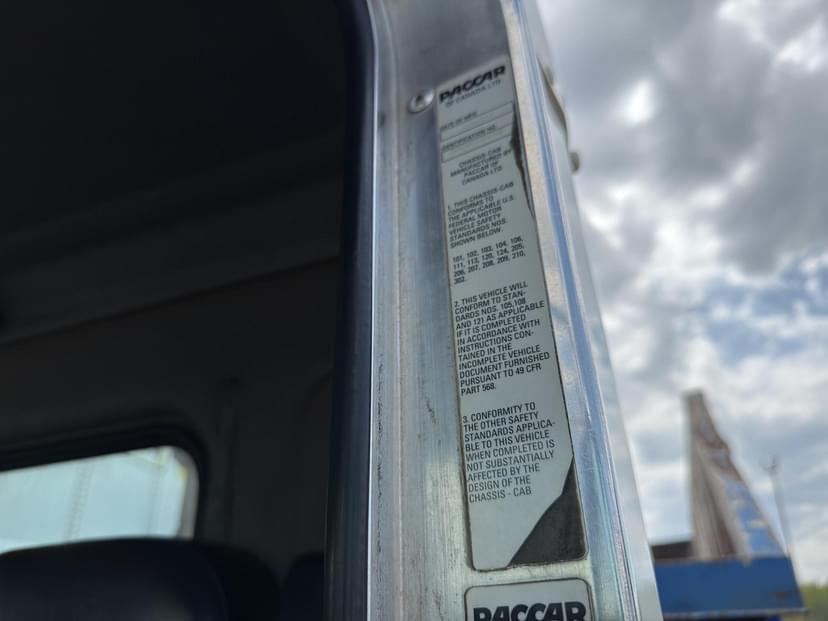 PACCAR
OF CANADA LTD
DATE OF MFG.
IDENTIFICATION NO.
CHASSIS-CAB
MANUFACTURED BY
PACCAR OF
CANADA LTD
1. THIS CHASSIS-CAB
CONFORMS TO
THE APPLICABLE U.S.
FEDERAL MOTOR
VEHICLE SAFETY
STANDARDS NOS.
SHOWN BELOW.
101, 102, 103, 104, 106,
111, 113, 120, 124, 205,
206, 207, 208, 209, 210,
302.
2. THIS VEHICLE WILL
CONFORM TO STAN-
DARDS NOS. 105,108
AND 121 AS APPLICABLE
IF IT IS COMPLETED
IN ACCORDANCE WITH
INSTRUCTIONS CON-
TAINED IN THE
INCOMPLETE VEHICLE
DOCUMENT FURNISHED
PURSUANT TO 49 CFR
PART 568.
3. CONFORMITY TO
THE OTHER SAFETY
STANDARDS APPLICA-
BLE TO THIS VEHICLE
WHEN COMPLETED IS
NOT SUBSTANTIALLY
AFFECTED BY THE
DESIGN OF THE
CHASSIS - CAB
PACCAR